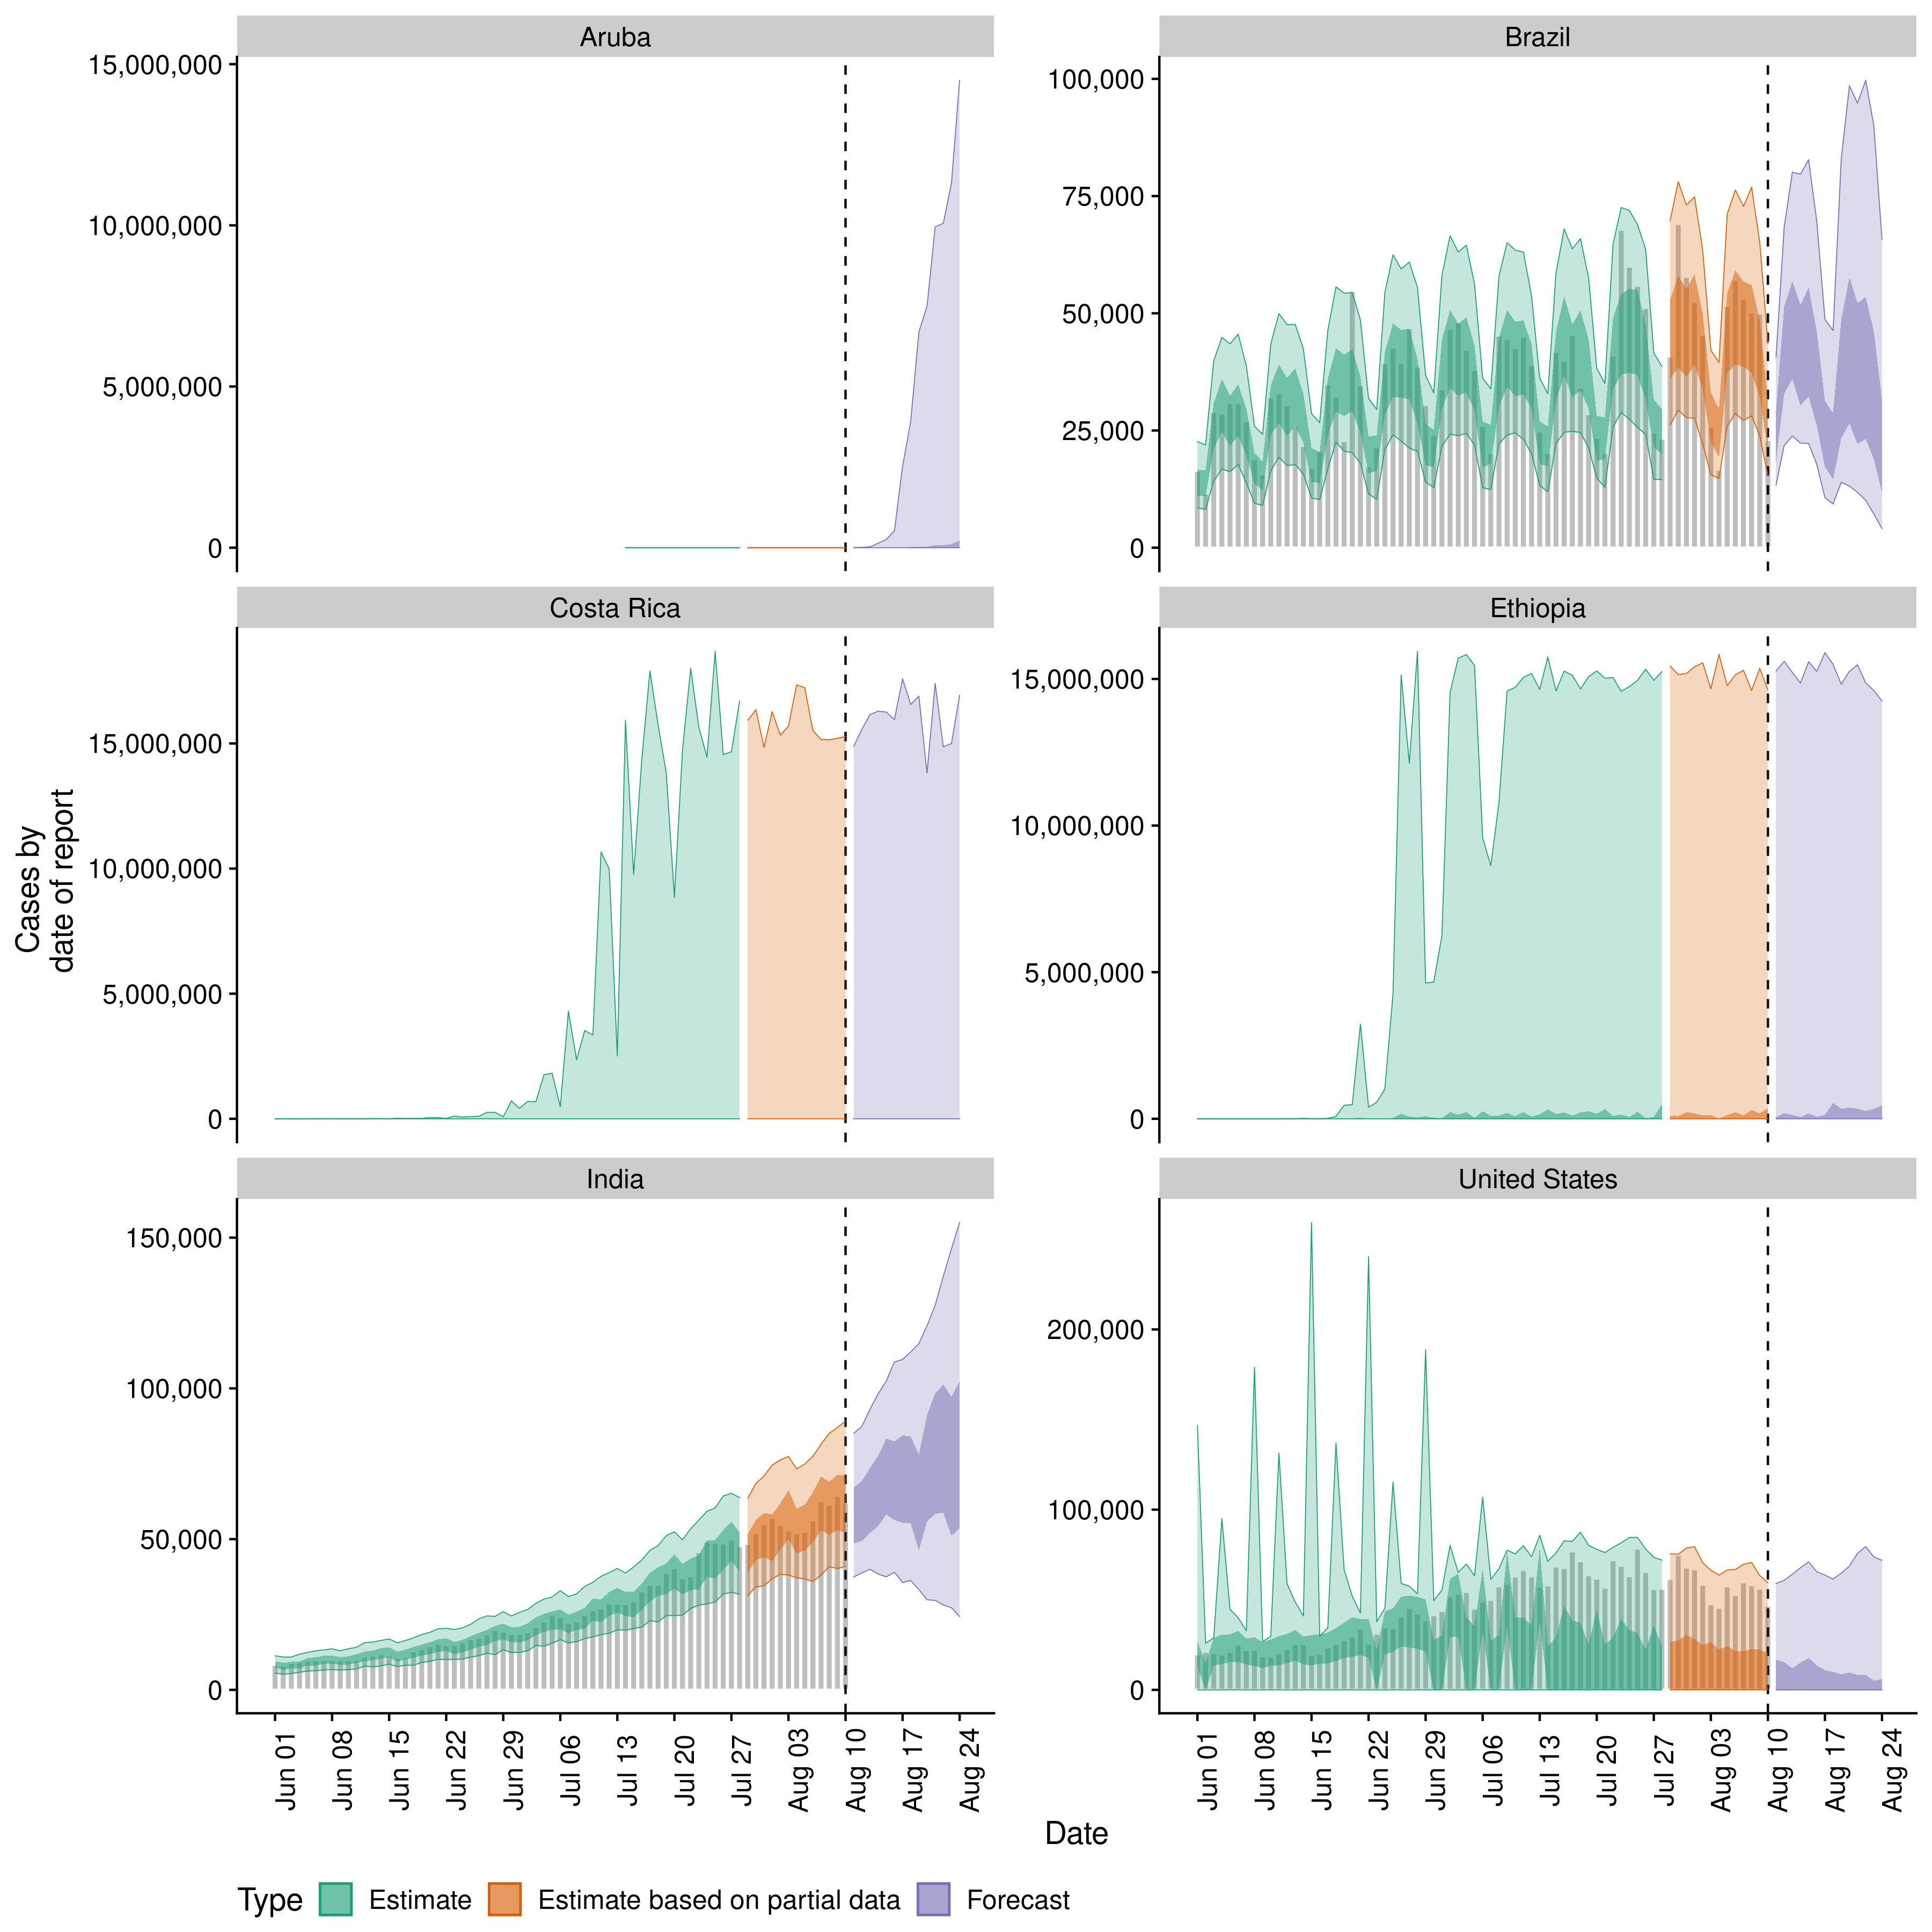 Aruba
15,000,000
10,000,000
5,000,000
0
Brazil
100,000
75,000
50,000
25,000
0
Costa Rica
15,000,000
10,000,000
5,000,000
0
Ethiopia
15,000,000
10,000,000
5,000,000
0
Cases by
date of report
India
150,000
100,000
50,000
0
United States
200,000
100,000
0
Jun 01
Jun 08
Jun 15
Jun 22
Jun 29
Jul 06
Jul 13
Jul 20
Jul 27
Aug 03
Aug 10
Aug 17
Aug 24
Jun 01
Jun 08
Jun 15
Jun 22
Jun 29
Jul 06
Jul 13
Jul 20
Jul 27
Aug 03
Aug 10
Aug 17
Aug 24
Date
Type Estimate Estimate based on partial data Forecast